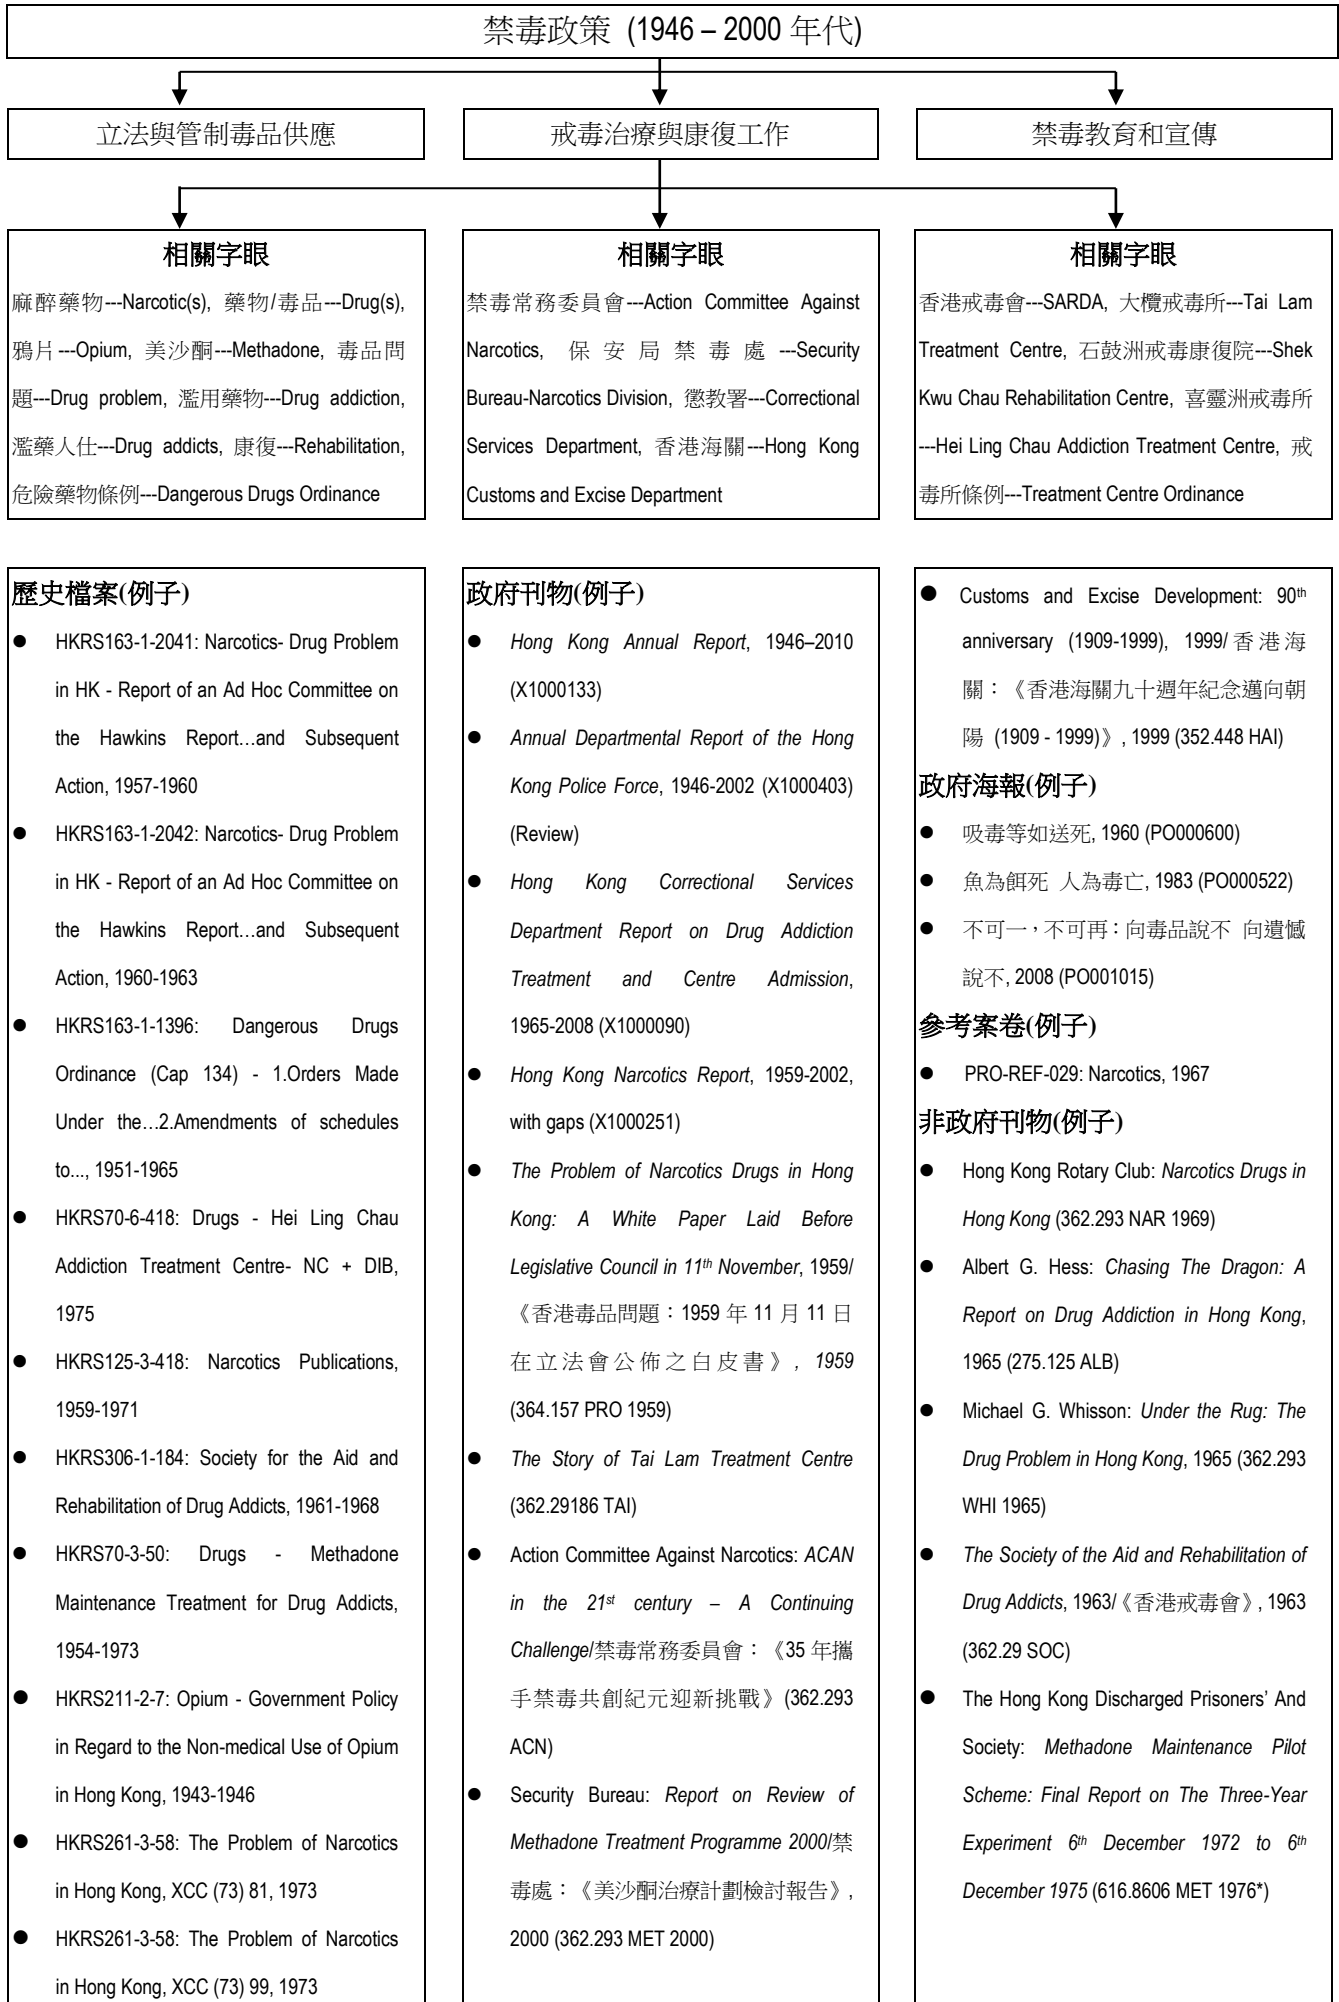 禁毒政策 (1946 – 2000 年代)
立法與管制毒品供應
戒毒治療與康復工作
禁毒教育和宣傳
相關字眼
麻醉藥物---Narcotic(s), 藥物/毒品---Drug(s),
鴉片---Opium, 美沙酮---Methadone, 毒品問
題---Drug problem, 濫用藥物---Drug addiction,
濫藥人仕---Drug addicts, 康復---Rehabilitation,
危險藥物條例---Dangerous Drugs Ordinance
相關字眼
禁毒常務委員會---Action Committee Against
Narcotics, 保安局禁毒處---Security
Bureau-Narcotics Division, 懲教署---Correctional
Services Department, 香港海關---Hong Kong
Customs and Excise Department
相關字眼
香港戒毒會---SARDA, 大欖戒毒所---Tai Lam
Treatment Centre, 石鼓洲戒毒康復院---Shek
Kwu Chau Rehabilitation Centre, 喜靈洲戒毒所
---Hei Ling Chau Addiction Treatment Centre, 戒
毒所條例---Treatment Centre Ordinance
歷史檔案(例子)
● HKRS163-1-2041: Narcotics- Drug Problem
in HK - Report of an Ad Hoc Committee on
the Hawkins Report…and Subsequent
Action, 1957-1960
● HKRS163-1-2042: Narcotics- Drug Problem
in HK - Report of an Ad Hoc Committee on
the Hawkins Report…and Subsequent
Action, 1960-1963
● HKRS163-1-1396: Dangerous Drugs
Ordinance (Cap 134) - 1.Orders Made
Under the…2.Amendments of schedules
to..., 1951-1965
● HKRS70-6-418: Drugs - Hei Ling Chau
Addiction Treatment Centre- NC + DIB,
1975
● HKRS125-3-418: Narcotics Publications,
1959-1971
● HKRS306-1-184: Society for the Aid and
Rehabilitation of Drug Addicts, 1961-1968
● HKRS70-3-50: Drugs - Methadone
Maintenance Treatment for Drug Addicts,
1954-1973
● HKRS211-2-7: Opium - Government Policy
in Regard to the Non-medical Use of Opium
in Hong Kong, 1943-1946
● HKRS261-3-58: The Problem of Narcotics
in Hong Kong, XCC (73) 81, 1973
● HKRS261-3-58: The Problem of Narcotics
in Hong Kong, XCC (73) 99, 1973
政府刊物(例子)
● Hong Kong Annual Report, 1946–2010
(X1000133)
● Annual Departmental Report of the Hong
Kong Police Force, 1946-2002 (X1000403)
(Review)
● Hong Kong Correctional Services
Department Report on Drug Addiction
Treatment and Centre Admission,
1965-2008 (X1000090)
● Hong Kong Narcotics Report, 1959-2002,
with gaps (X1000251)
● The Problem of Narcotics Drugs in Hong
Kong: A White Paper Laid Before
Legislative Council in 11th November, 1959/
《香港毒品問題：1959 年 11 月 11 日
在立法會公佈之白皮書》, 1959
(364.157 PRO 1959)
● The Story of Tai Lam Treatment Centre
(362.29186 TAI)
● Action Committee Against Narcotics: ACAN
in the 21st century – A Continuing
Challenge/禁毒常務委員會：《35 年攜
手禁毒共創紀元迎新挑戰》(362.293
ACN)
● Security Bureau: Report on Review of
Methadone Treatment Programme 2000/禁
毒處：《美沙酮治療計劃檢討報告》,
2000 (362.293 MET 2000)
● Customs and Excise Development: 90th
anniversary (1909-1999), 1999/香港海
關：《香港海關九十週年紀念邁向朝
陽 (1909 - 1999)》, 1999 (352.448 HAI)
政府海報(例子)
● 吸毒等如送死, 1960 (PO000600)
● 魚為餌死 人為毒亡, 1983 (PO000522)
● 不可一，不可再：向毒品說不 向遺憾
說不, 2008 (PO001015)
參考案卷(例子)
● PRO-REF-029: Narcotics, 1967
非政府刊物(例子)
● Hong Kong Rotary Club: Narcotics Drugs in
Hong Kong (362.293 NAR 1969)
● Albert G. Hess: Chasing The Dragon: A
Report on Drug Addiction in Hong Kong,
1965 (275.125 ALB)
● Michael G. Whisson: Under the Rug: The
Drug Problem in Hong Kong, 1965 (362.293
WHI 1965)
● The Society of the Aid and Rehabilitation of
Drug Addicts, 1963/《香港戒毒會》, 1963
(362.29 SOC)
● The Hong Kong Discharged Prisoners’ And
Society: Methadone Maintenance Pilot
Scheme: Final Report on The Three-Year
Experiment 6th December 1972 to 6th
December 1975 (616.8606 MET 1976*)